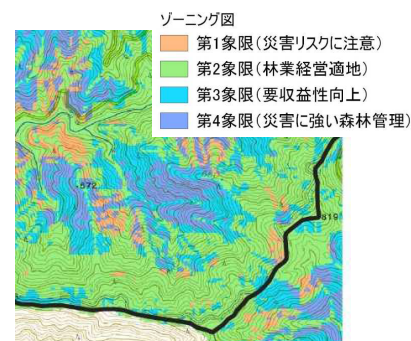 ゾーニング図
第1象限(災害リスクに注意)
第2象限(林業経営適地)
第3象限(要収益性向上)
第4象限(災害に強い森林管理)
572
819